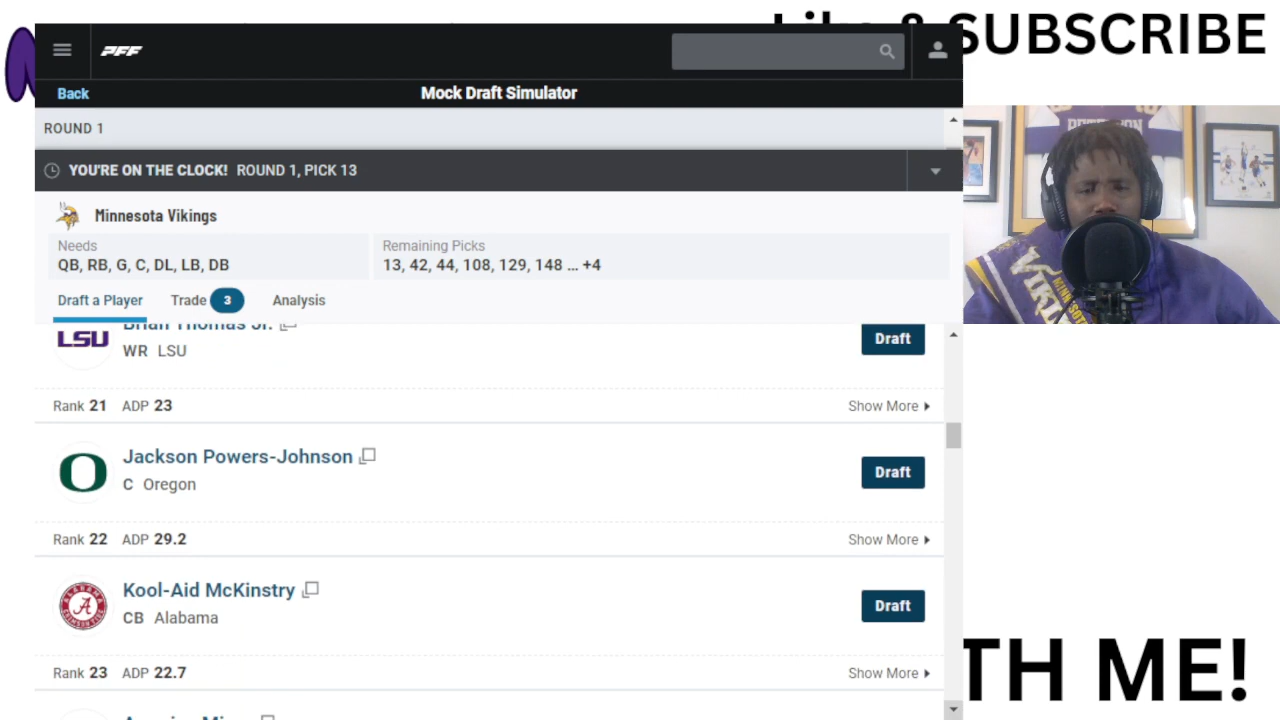 SUBSCRIBE
PFF
Back
Mock Draft Simulator
ROUND 1
YOU'RE ON THE CLOCK! ROUND 1, PICK 13
Minnesota Vikings
Needs
QB, RB, G, C, DL, LB, DB
Remaining Picks
13, 42, 44, 108, 129, 148 ... +4
Draft a Player
Trade 3
Analysis
Brian Thomas Jr.
LSU
WR LSU
Draft
Rank 21 ADP 23
Show More
Jackson Powers-Johnson
C Oregon
Draft
Rank 22 ADP 29.2
Show More
Kool-Aid McKinstry
CB Alabama
Draft
Rank 23 ADP 22.7
Show More
TH ME!